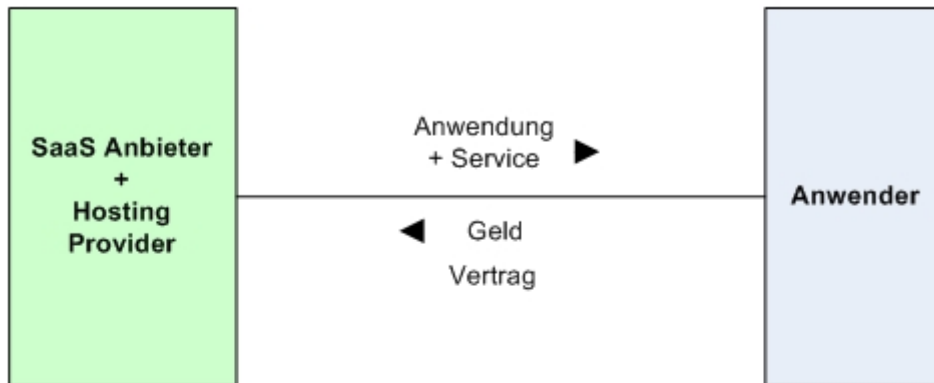 SaaS Anbieter
+
Hosting
Provider
Anwendung
+ Service
Geld
Vertrag
Anwender